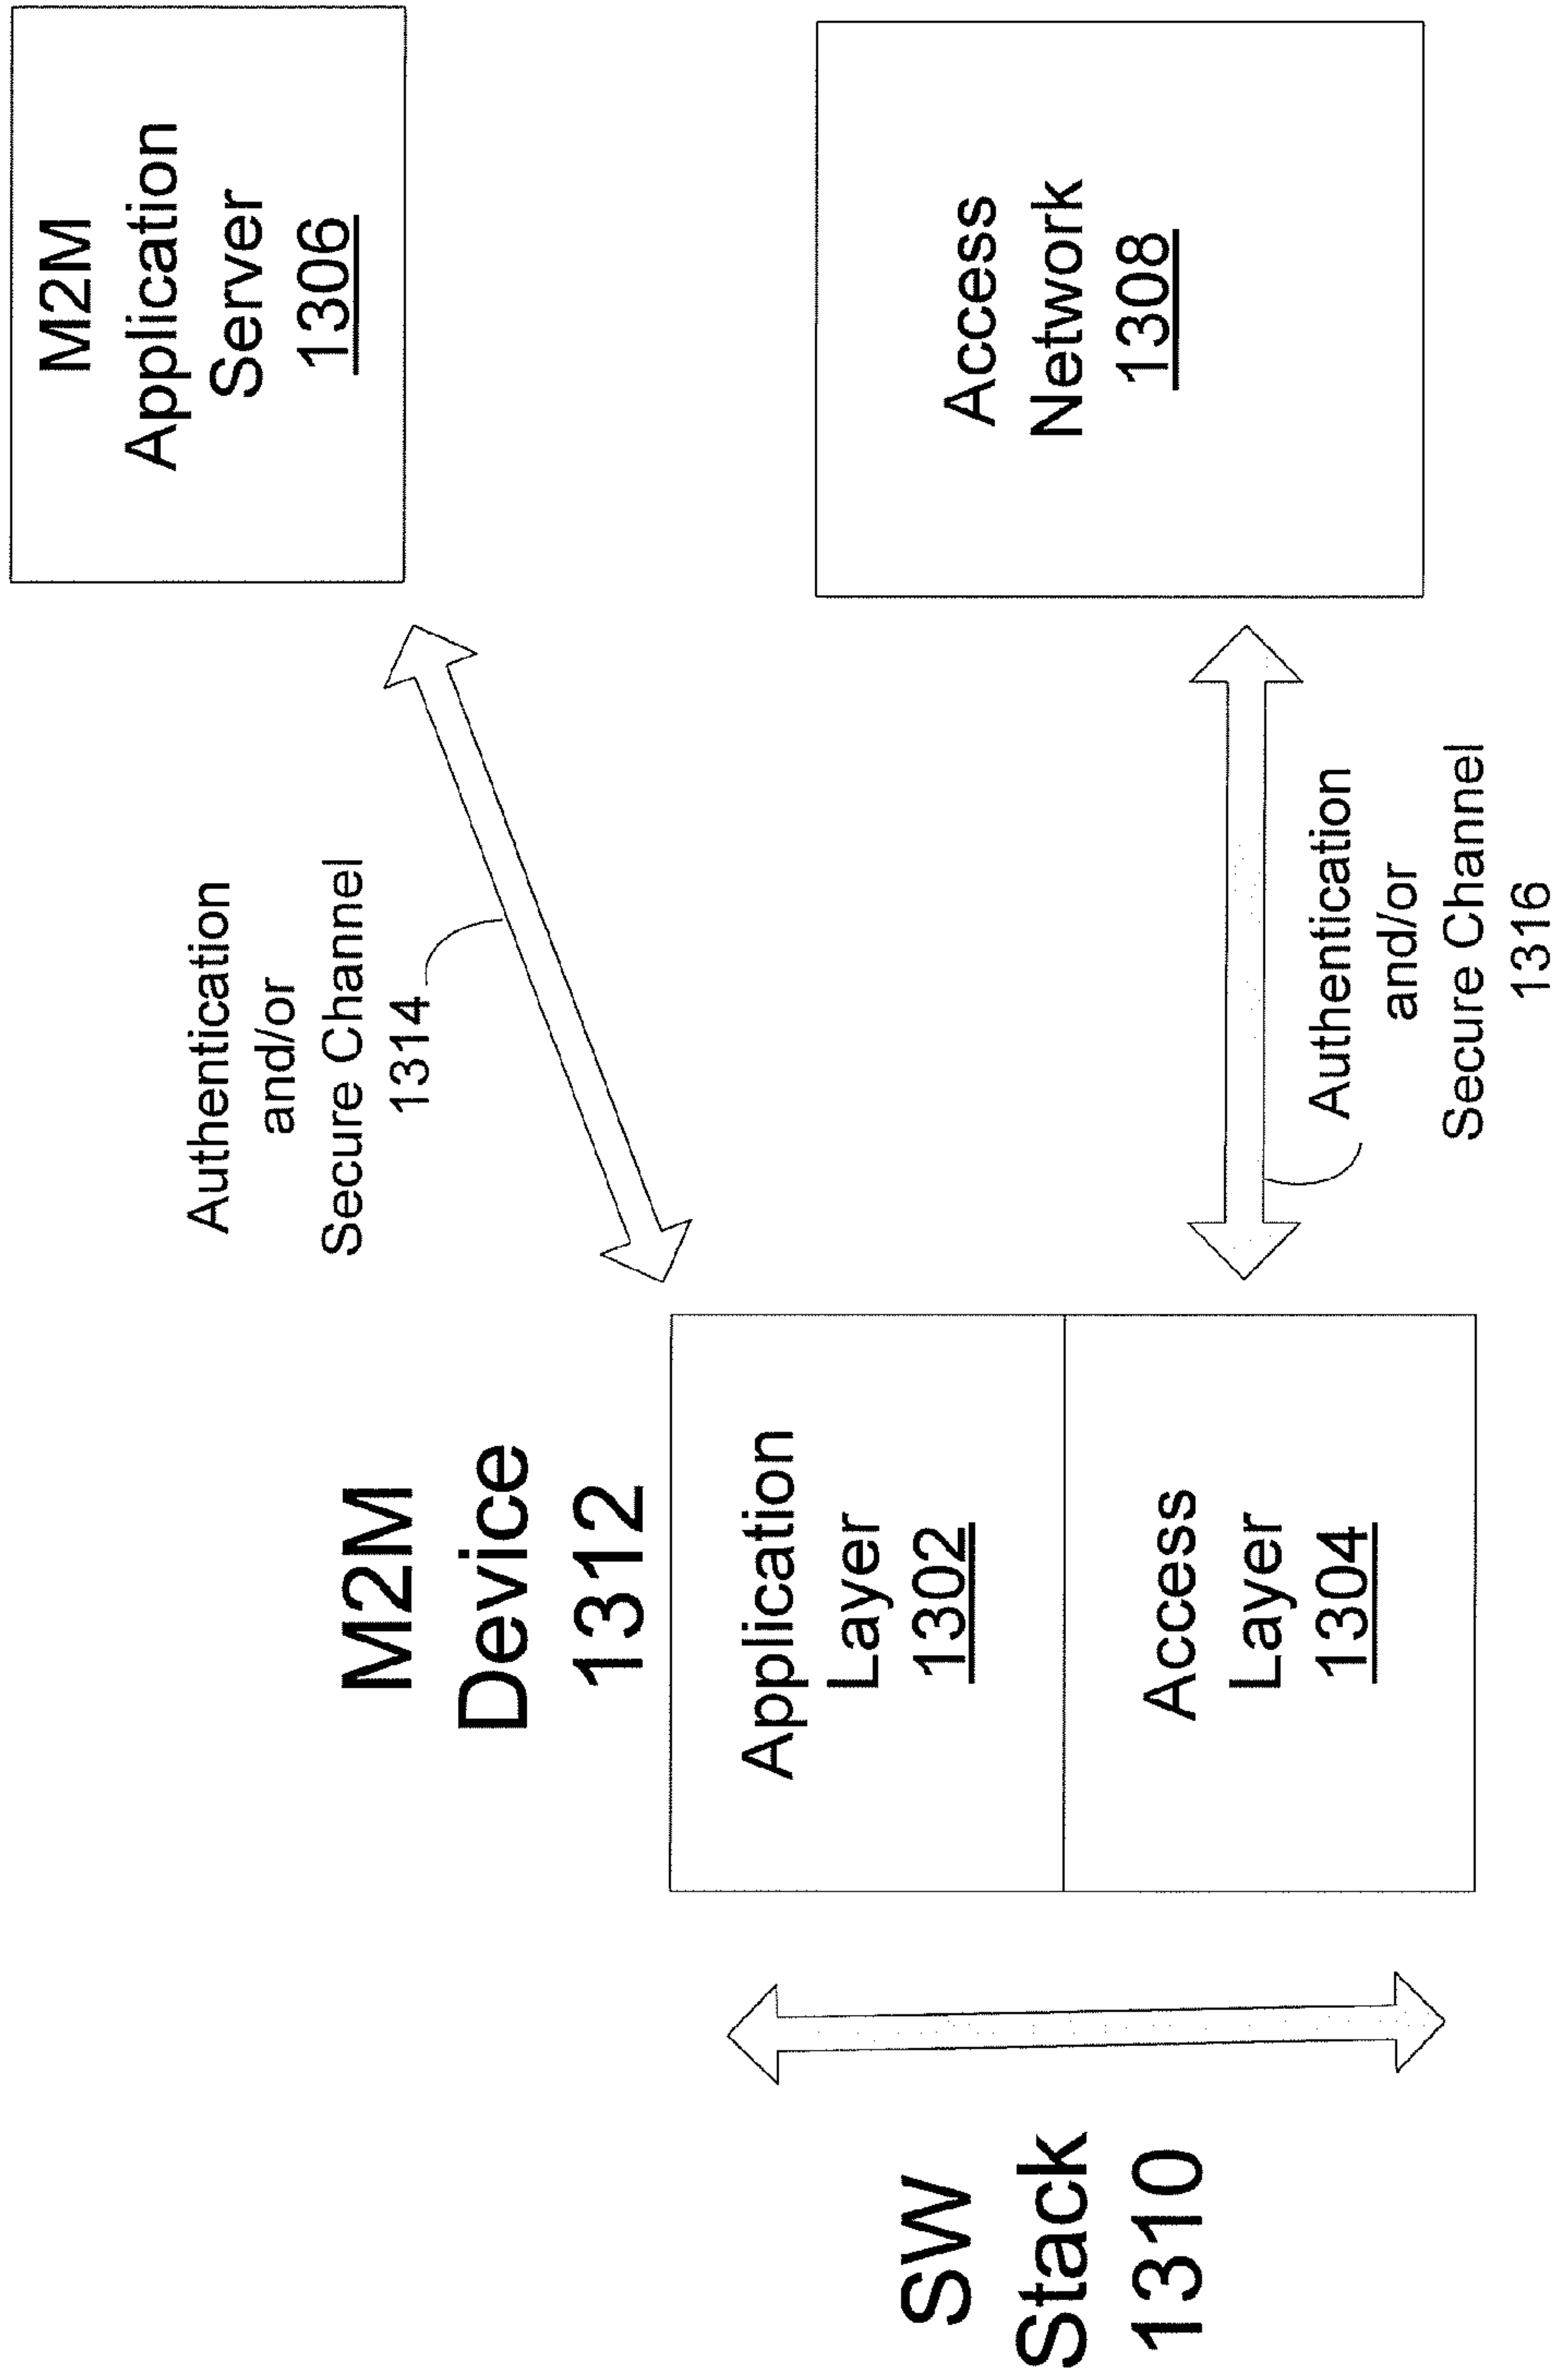 M2M
Device
1312
Authentication
and/or
Secure Channel
1314
M2M
Application
Server
1306
SW
Stack
1310
Application
Layer
1302
Access
Layer
1304
Access
Network
1308
Authentication
and/or
Secure Channel
1316